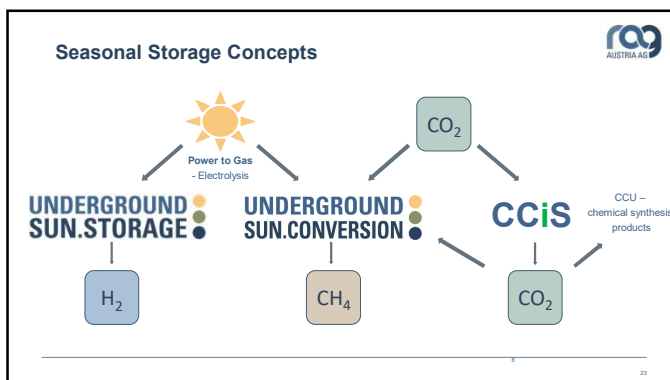 Seasonal Storage Concepts
rag
AUSTRIA AG
CO₂
Power to Gas
- Electrolysis
UNDERGROUND
SUN.STORAGE
UNDERGROUND
SUN.CONVERSION
CCiS
CCU –
chemical synthesis
products
H₂
CH₄
CO₂
6
23